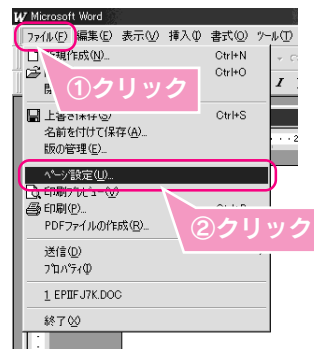 Microsoft Word
ファイル(F) 編集(E) 表示(V) 挿入(I) 書式(O) ツール(T)
新規作成(N)... Ctrl+N
Ctrl+O
①クリック
上書き保存(S) Ctrl+S
名前を付けて保存(A)...
版の管理(E)...
ページ設定(U)...
印刷プレビュー(V)
印刷(P)... Ctrl+P
PDFファイルの作成(R)...
②クリック
送信(D)
プロパティ(I)
1 EPIIFJ7K.DOC
終了(X)